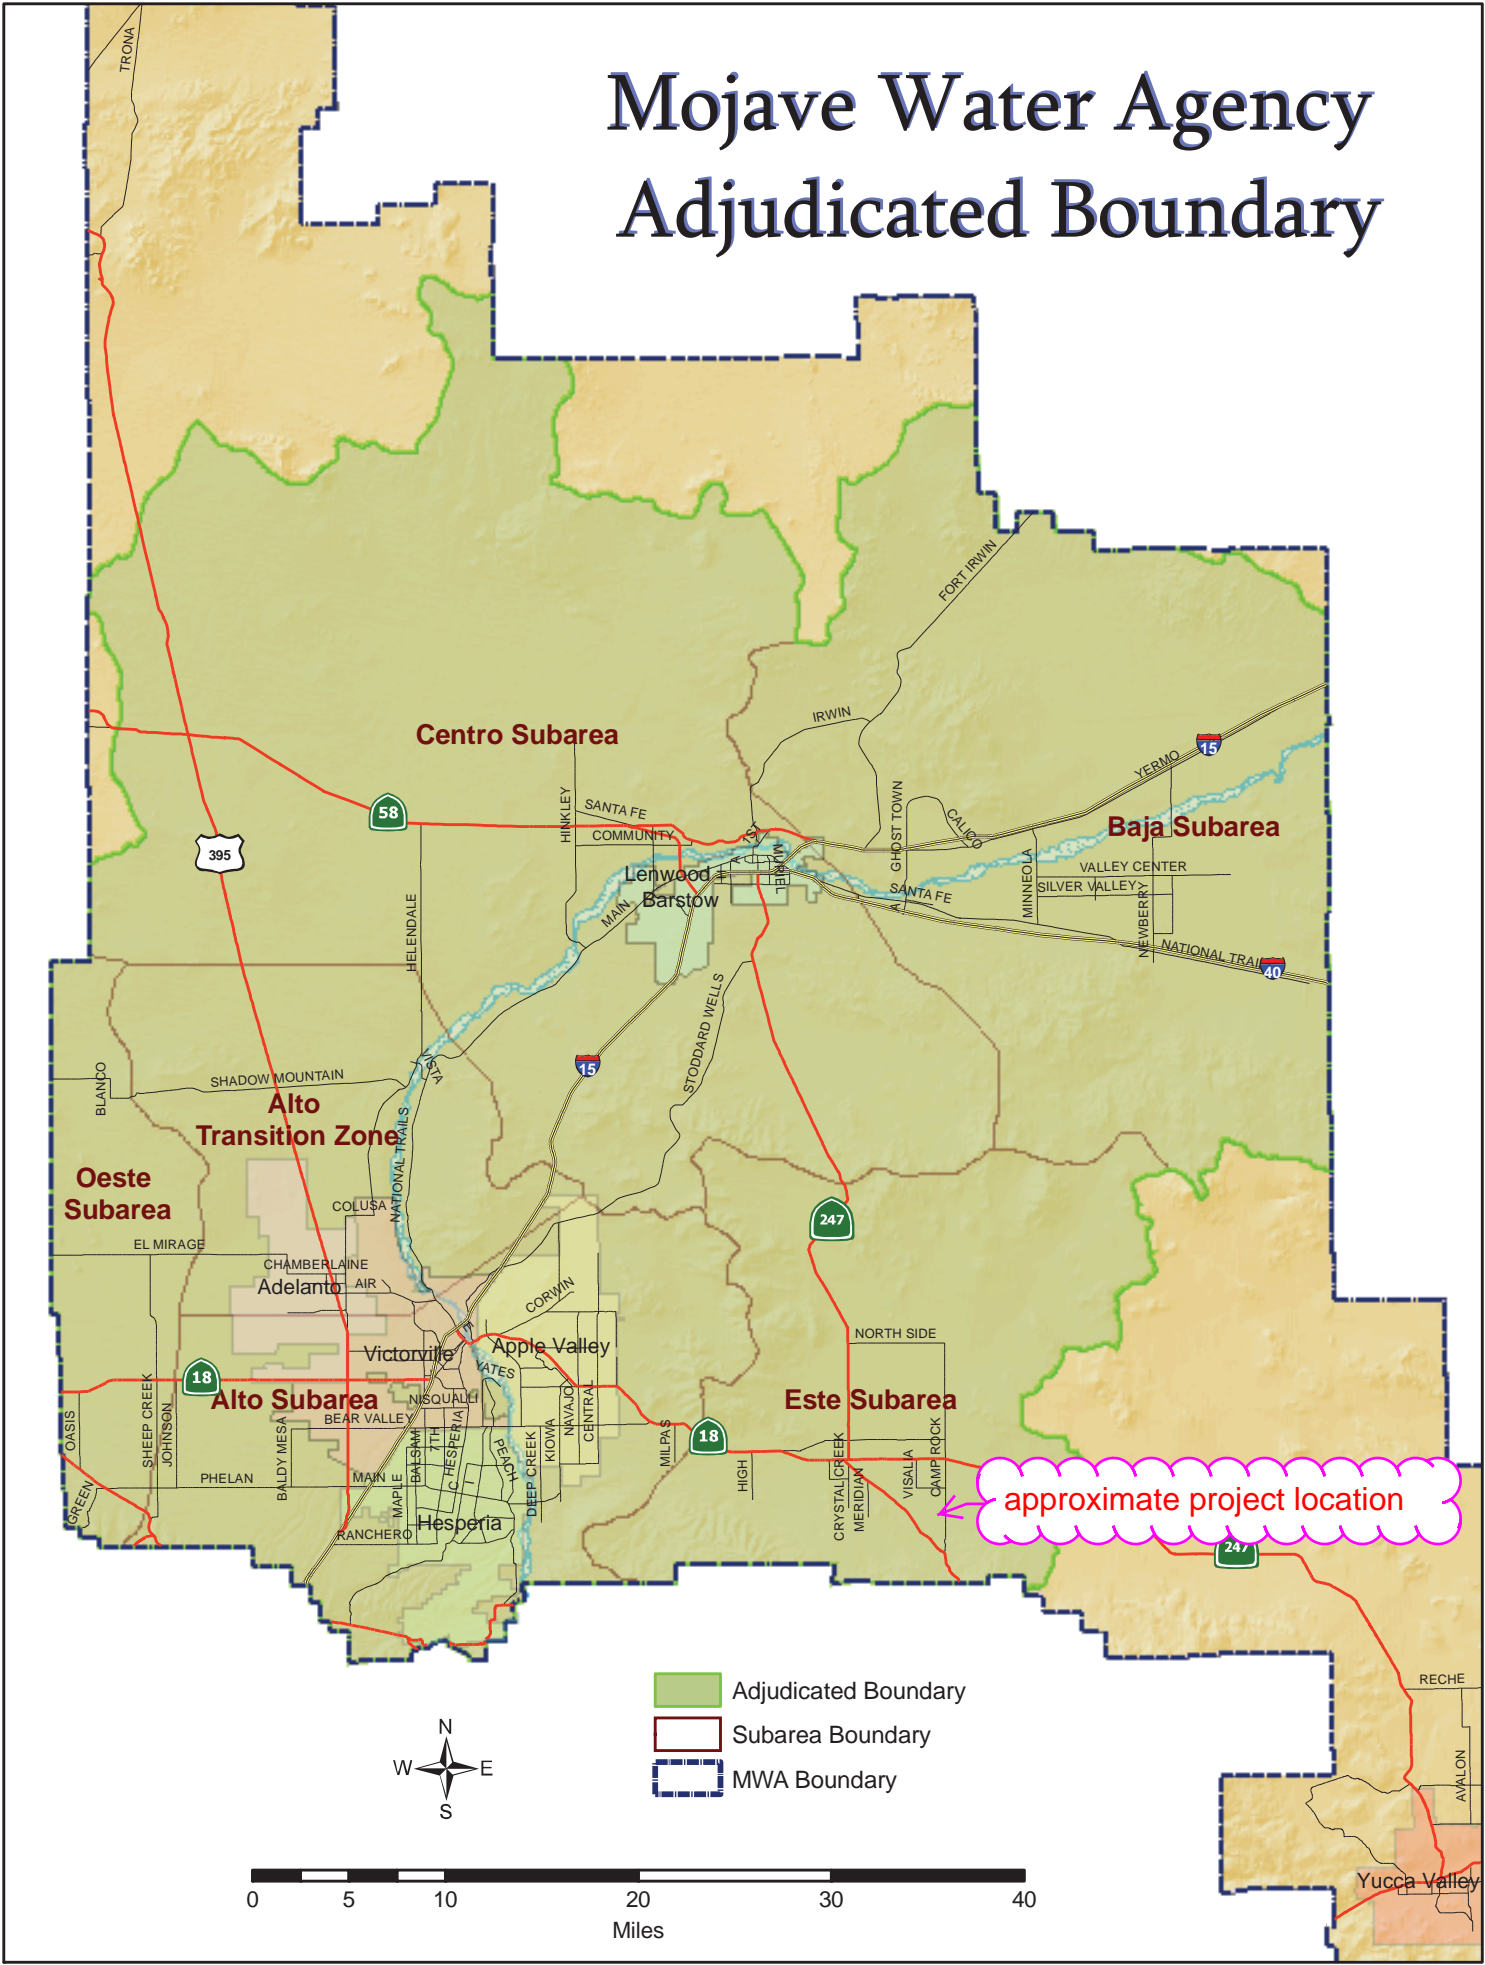 Mojave Water Agency
Adjudicated Boundary
TRONA
FORT IRWIN
IRWIN
Centro Subarea
YERMO
15
HINKLEY
SANTA FE
COMMUNITY
1ST
GHOST TOWN
CALICO
Baja Subarea
58
395
Lenwood
H
A
MURIEL
Barstow
MAIN
A
SANTA FE
MINNEOLA
VALLEY CENTER
SILVER VALLEY
NEWBERRY
NATIONAL TRAI
40
HELENDALE
STODDARD WELLS
VISTA
15
BLANCO
SHADOW MOUNTAIN
Alto
Transition Zone
NATIONAL TRAILS
Oeste
Subarea
COLUSA
247
EL MIRAGE
CHAMBERLAINE
Adelanto
AIR
CORWIN
E
NORTH SIDE
Victorville
Apple Valley
YATES
18
Alto Subarea
NISQUALLI
BEAR VALLEY
NAVAJO
CENTRAL
KIOWA
Este Subarea
OASIS
SHEEP CREEK
JOHNSON
BALDY MESA
BALSAM
7TH
C HESPERIA
I
PEACH
DEEP CREEK
MILPAS
18
HIGH
CRYSTAL CREEK
MERIDIAN
VISALIA
CAMP ROCK
PHELAN
MAIN
MAPLE
GREEN
RANCHERO
Hesperia
approximate project location
247
Adjudicated Boundary
Subarea Boundary
MWA Boundary
N
W
E
S
RECHE
AVALON
Yucca Valley
0 5 10 20 30 40
Miles